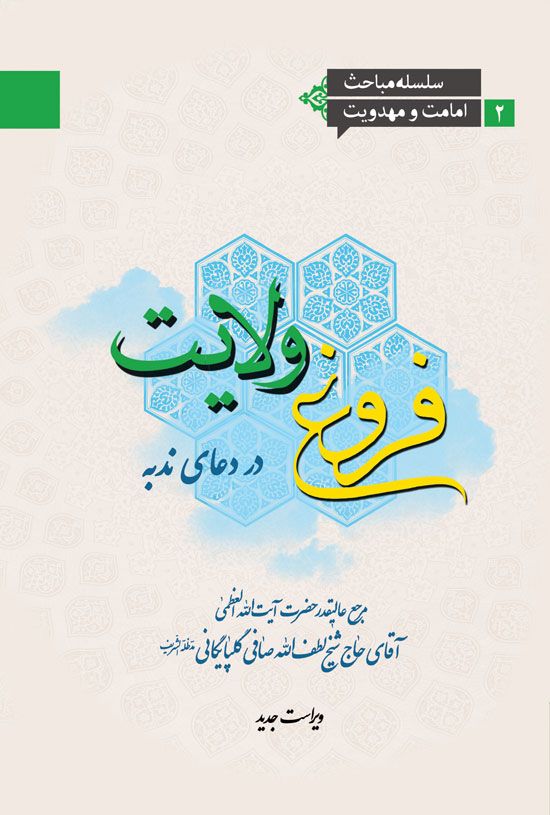 سلسله مباحث
امامت و مهدویت
۲
فروغ ولایت
در دعای ندبه
مرجع عالیقدر حضرت آیت الله العظمی
آقای حاج شیخ لطف الله صافی گلپایگانی مدظله الشریف
ویراست جدید